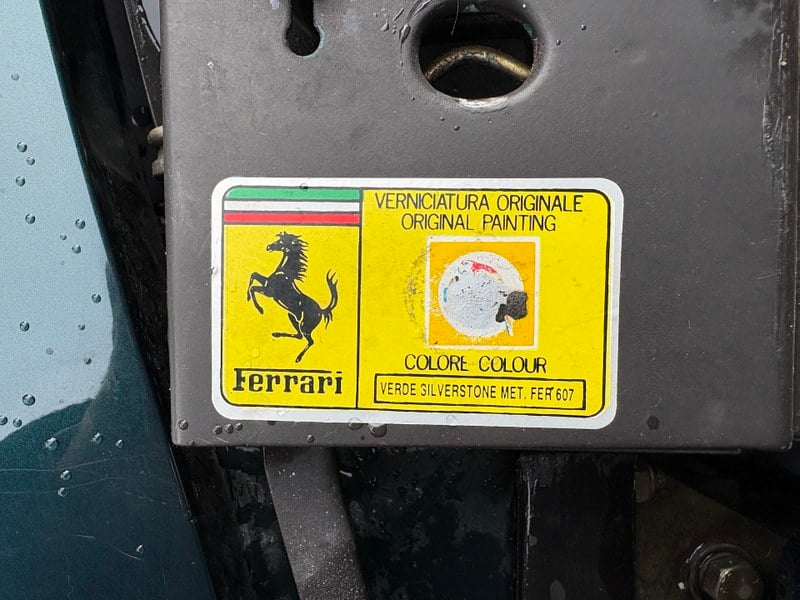 VERNICIATURA ORIGINALE
ORIGINAL PAINTING
COLORE COLOUR
VERDE SILVERSTONE MET. FER 607
Ferrari